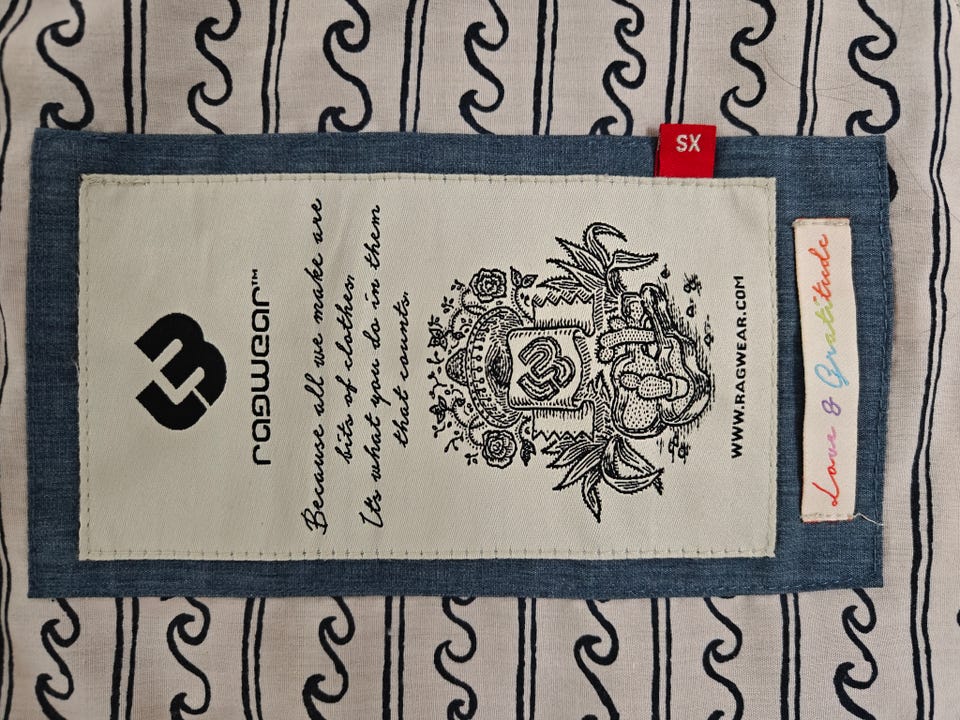 ragwear™
Because all we make are
bits of clothes.
It's what you do in them
that counts.
WWW.RAGWEAR.COM
XS
Love & Gratitude